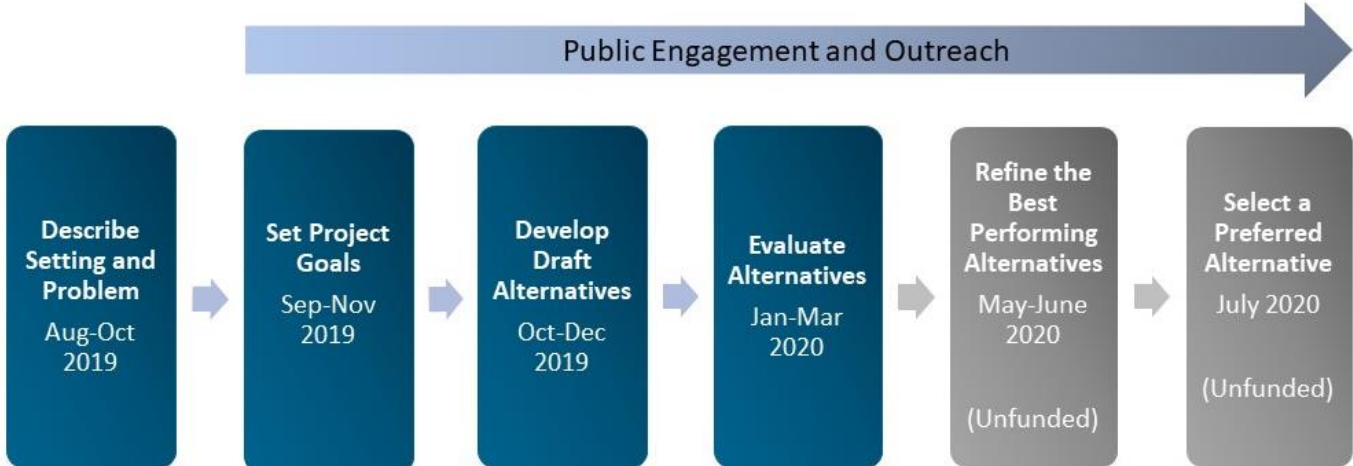 Public Engagement and Outreach
Describe
Setting and
Problem
Aug-Oct
2019
Set Project
Goals
Sep-Nov
2019
Develop
Draft
Alternatives
Oct-Dec
2019
Evaluate
Alternatives
Jan-Mar
2020
Refine the
Best
Performing
Alternatives
May-June
2020
(Unfunded)
Select a
Preferred
Alternative
July 2020
(Unfunded)